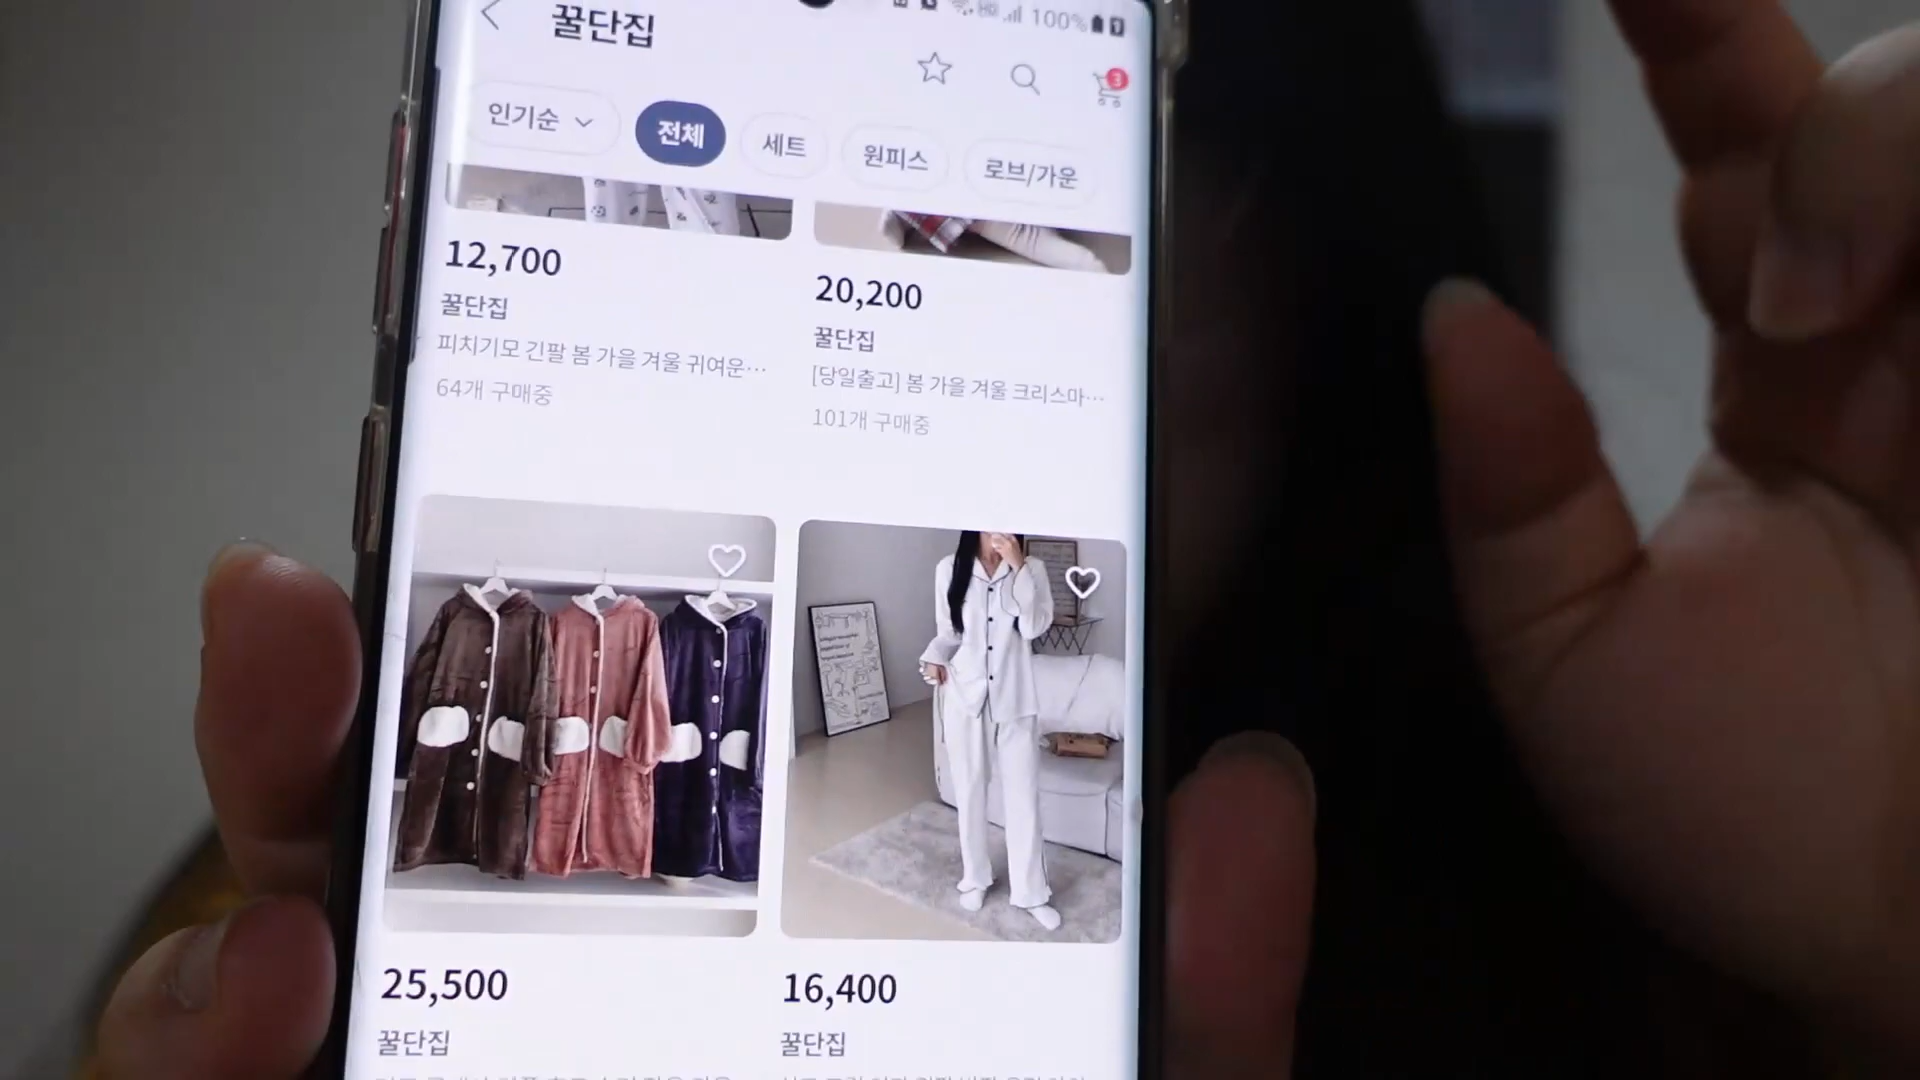 꿀단집
100%
3
인기순
전체
세트
원피스
로브/가운
12,700
꿀단집
피치기모 긴팔 봄 가을 겨울 귀여운…
64개 구매중
20,200
꿀단집
[당일출고] 봄 가을 겨울 크리스마…
101개 구매중
25,500
꿀단집
16,400
꿀단집